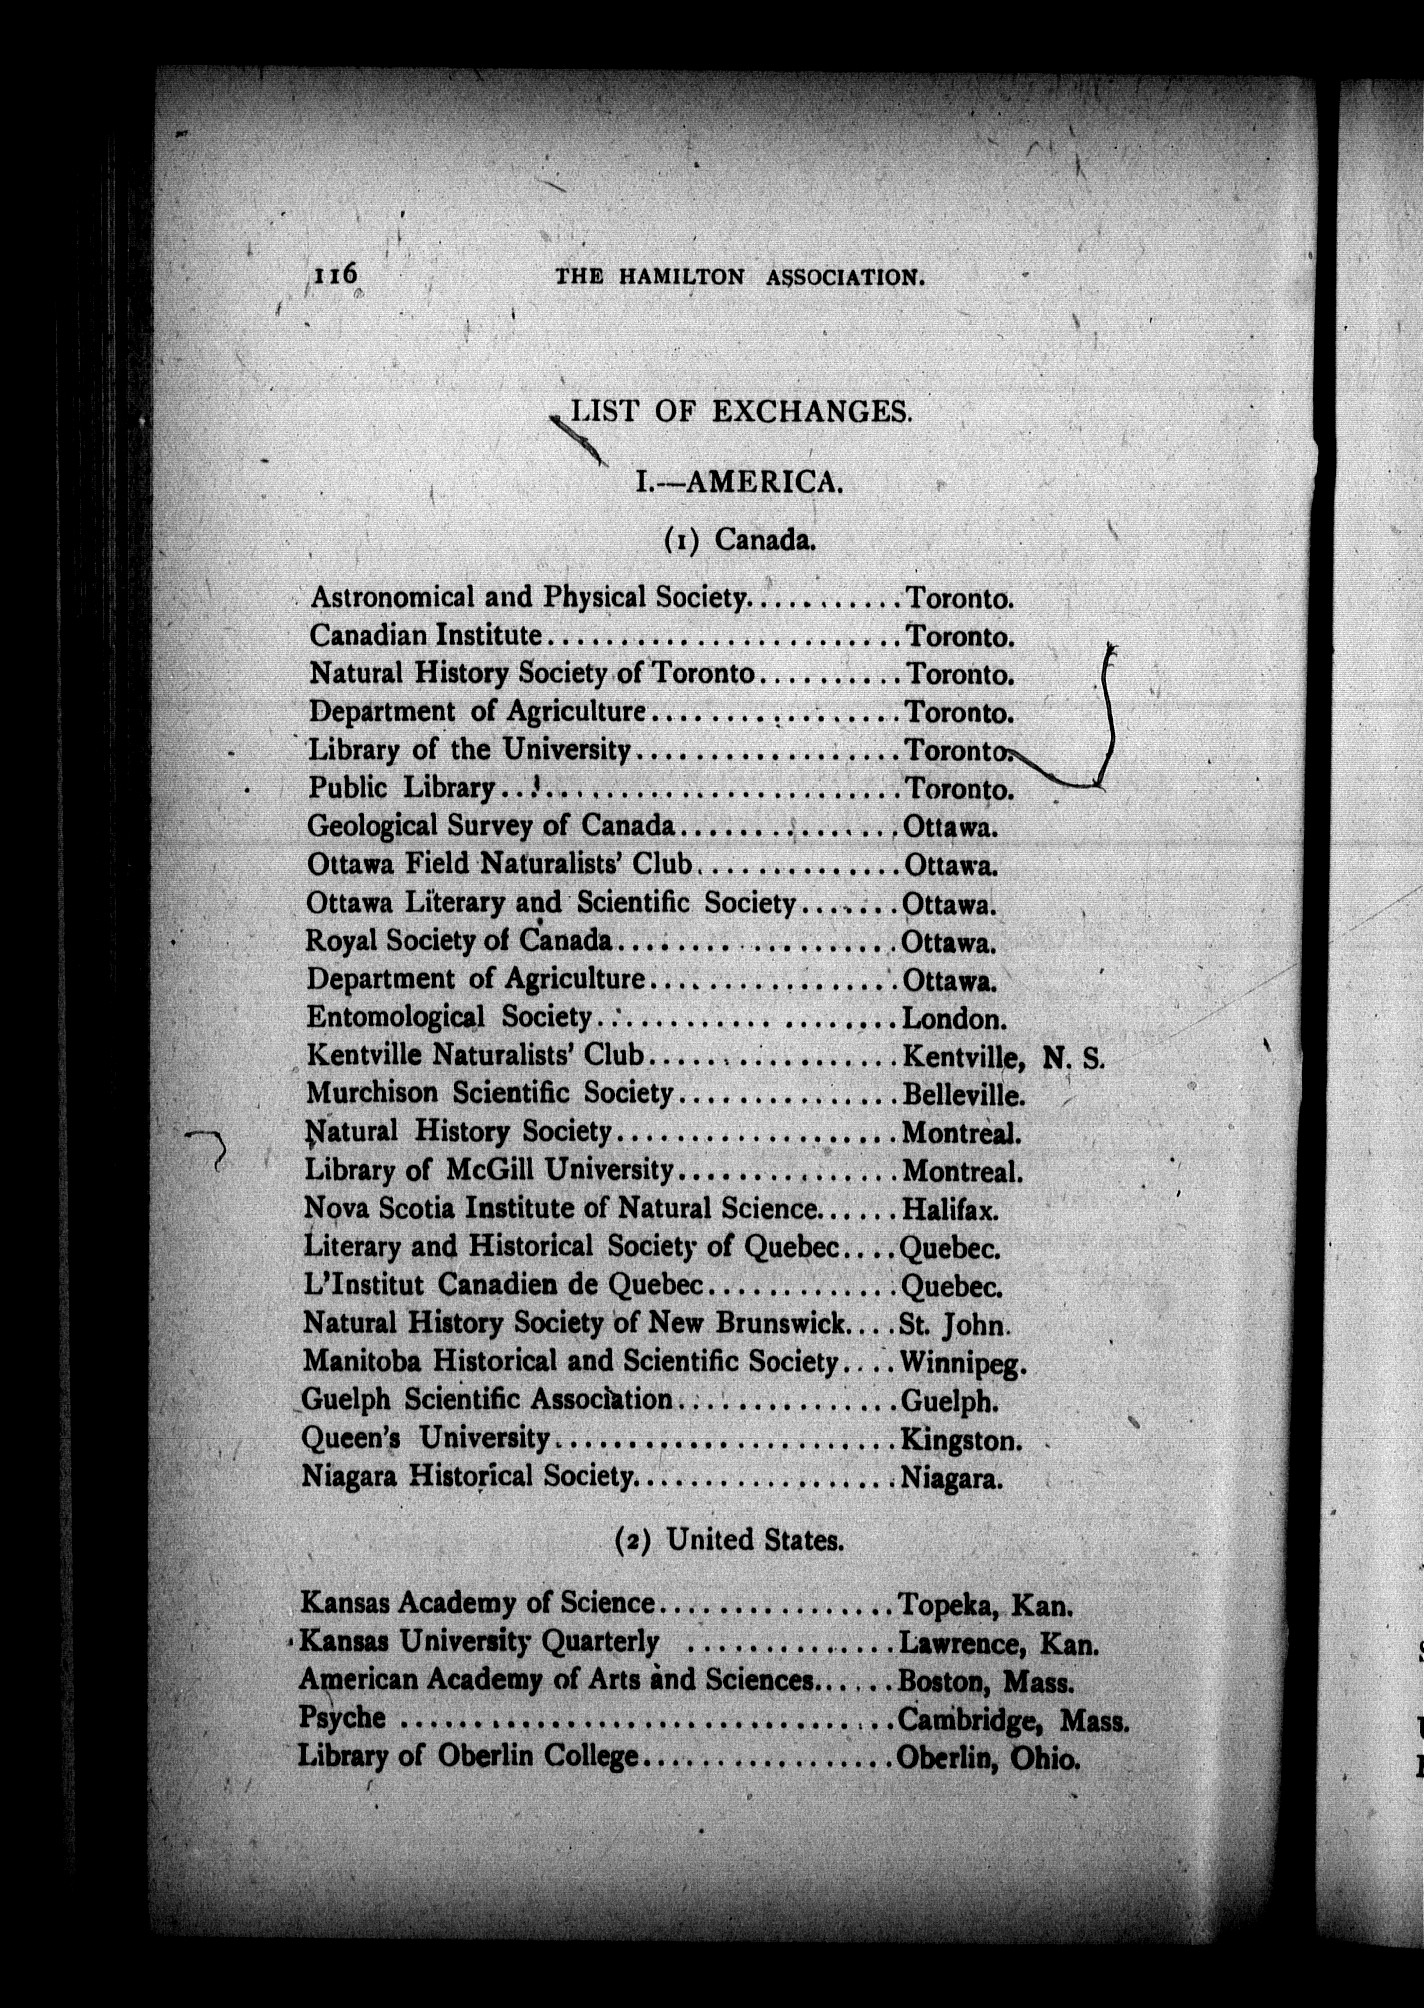 116 THE HAMILTON ASSOCIATION.
LIST OF EXCHANGES.
I.—AMERICA.
(1) Canada.
Astronomical and Physical Society...........Toronto.
Canadian Institute........................Toronto.
Natural History Society of Toronto..........Toronto.
Department of Agriculture.................Toronto.
Library of the University..................Toronto.
Public Library...........................Toronto.
Geological Survey of Canada...............Ottawa.
Ottawa Field Naturalists' Club..............Ottawa.
Ottawa Literary and Scientific Society.......Ottawa.
Royal Society of Canada...................Ottawa.
Department of Agriculture.................Ottawa.
Entomological Society....................London.
Kentville Naturalists' Club.................Kentville, N. S.
Murchison Scientific Society...............Belleville.
Natural History Society...................Montreal.
Library of McGill University...............Montreal.
Nova Scotia Institute of Natural Science......Halifax.
Literary and Historical Society of Quebec....Quebec.
L'Institut Canadien de Quebec.............Quebec.
Natural History Society of New Brunswick....St. John.
Manitoba Historical and Scientific Society....Winnipeg.
Guelph Scientific Association...............Guelph.
Queen's University.......................Kingston.
Niagara Historical Society..................Niagara.
(2) United States.
Kansas Academy of Science................Topeka, Kan.
Kansas University Quarterly ..............Lawrence, Kan.
American Academy of Arts and Sciences......Boston, Mass.
Psyche .................................Cambridge, Mass.
Library of Oberlin College.................Oberlin, Ohio.